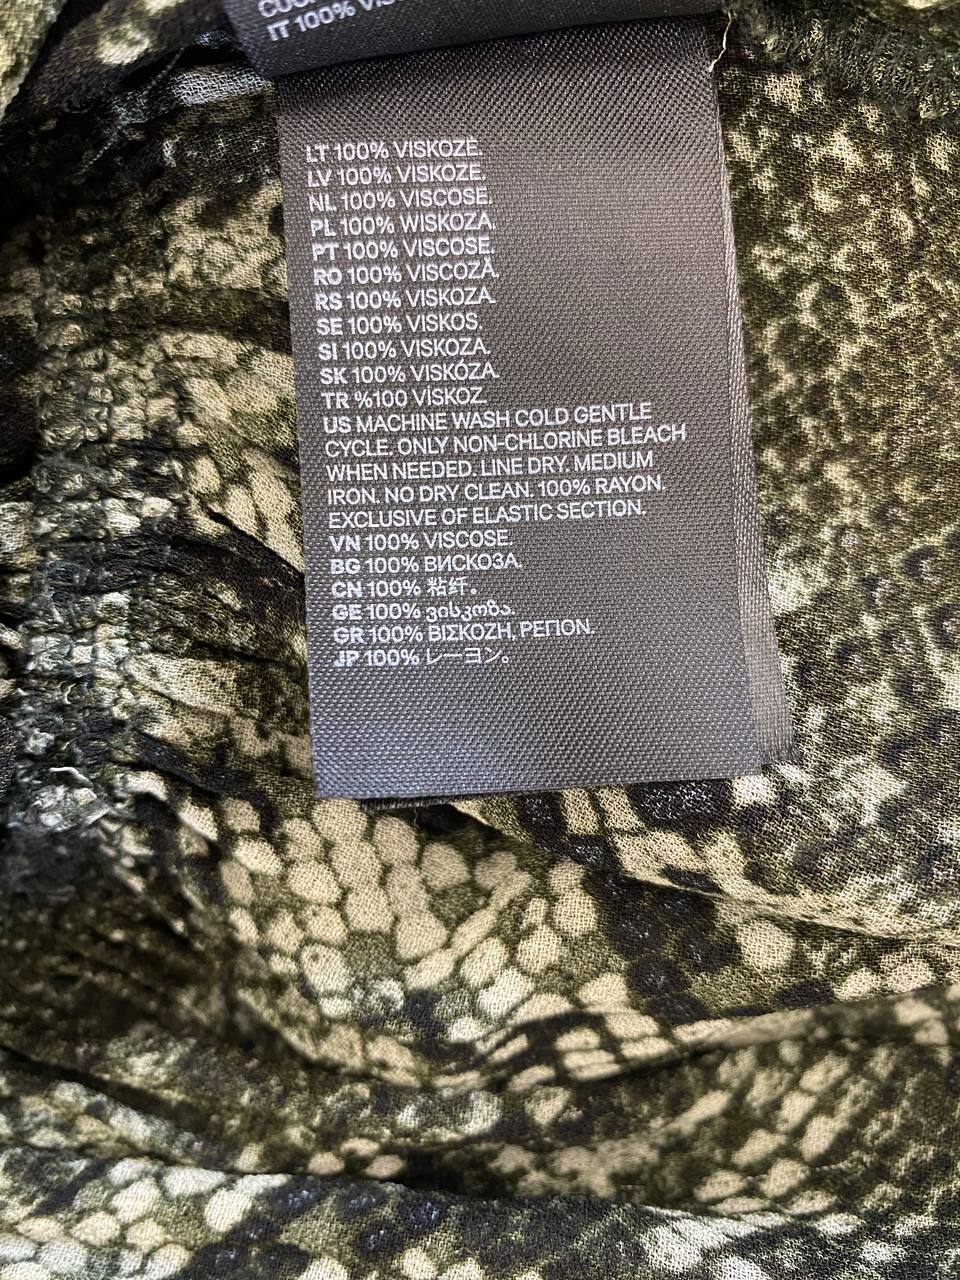 IT 100% VIS
LT 100% VISKOZĖ.
LV 100% VISKOZE.
NL 100% VISCOSE.
PL 100% WISKOZA.
PT 100% VISCOSE.
RO 100% VISCOZĂ.
RS 100% VISKOZA.
SE 100% VISKOS.
SI 100% VISKOZA.
SK 100% VISKÓZA.
TR %100 VISKOZ.
US MACHINE WASH COLD GENTLE
CYCLE. ONLY NON-CHLORINE BLEACH
WHEN NEEDED. LINE DRY. MEDIUM
IRON. NO DRY CLEAN. 100% RAYON.
EXCLUSIVE OF ELASTIC SECTION.
VN 100% VISCOSE.
BG 100% ВИСКОЗА.
CN 100% 粘纤。
GE 100% ვისკოზა.
GR 100% ΒΙΣΚΟΖΗ, ΡΕΓΙΟΝ.
JP 100% レーヨン。